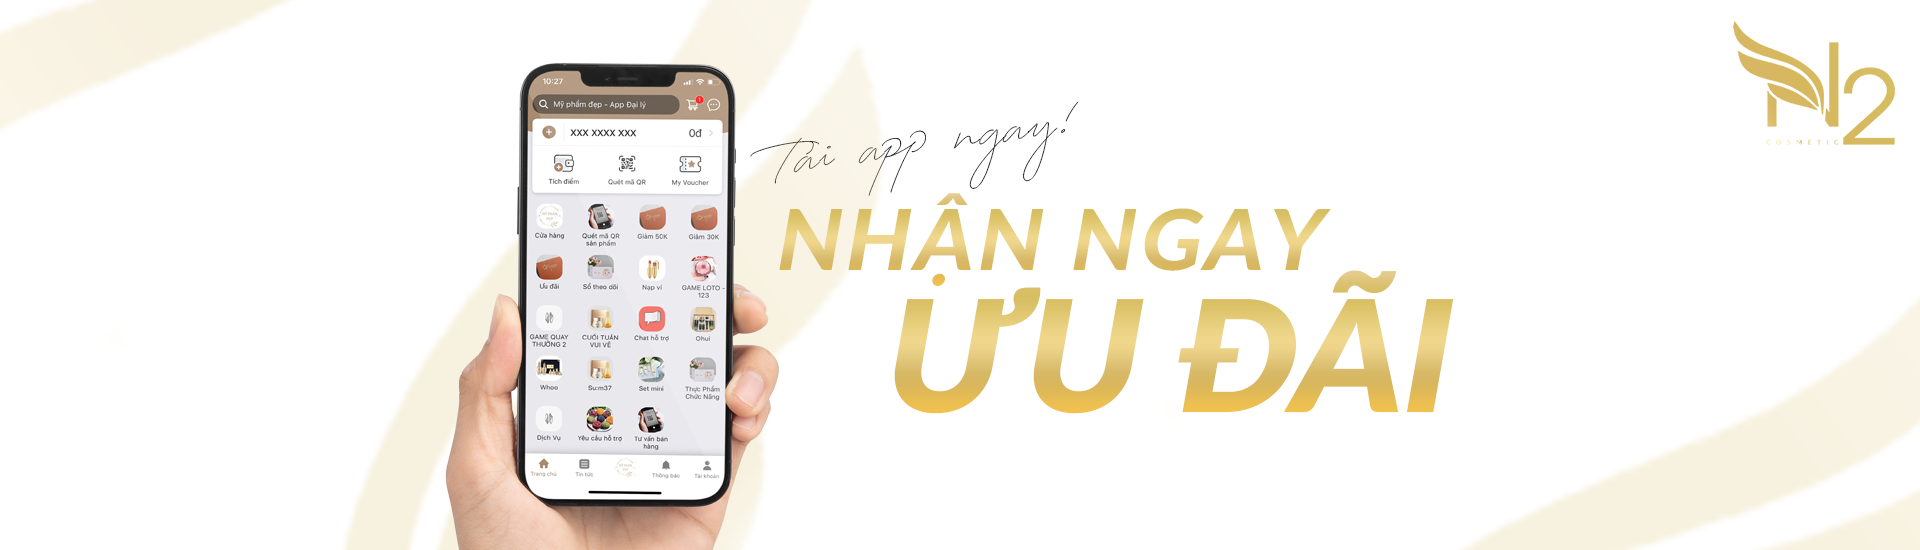 10:27
Mỹ phẩm đẹp - App Đại lý
1
XXX XXXX XXX 0đ
Tích điểm Quét mã QR My Voucher
Cửa hàng Quét mã QR sản phẩm Giảm 50K Giảm 30K
Ưu đãi Sổ theo dõi Nạp ví GAME LOTO - 123
GAME QUAY THƯỞNG 2 CUỐI TUẦN VUI VẺ Chát hỗ trợ Ohui
Whoo Su:m37 Set mini Thực Phẩm Chức Năng
Dịch Vụ Yêu cầu hỗ trợ Tư vấn bán hàng
Trang chủ Tin tức Thông báo Tài khoản
Tải app ngay!
NHẬN NGAY
ƯU ĐÃI
N2
COSMETIC